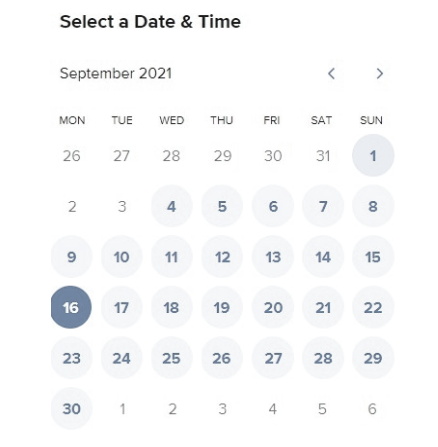 Select a Date & Time
September 2021
MON TUE WED THU FRI SAT SUN
26 27 28 29 30 31 1
2 3 4 5 6 7 8
9 10 11 12 13 14 15
16 17 18 19 20 21 22
23 24 25 26 27 28 29
30 1 2 3 4 5 6